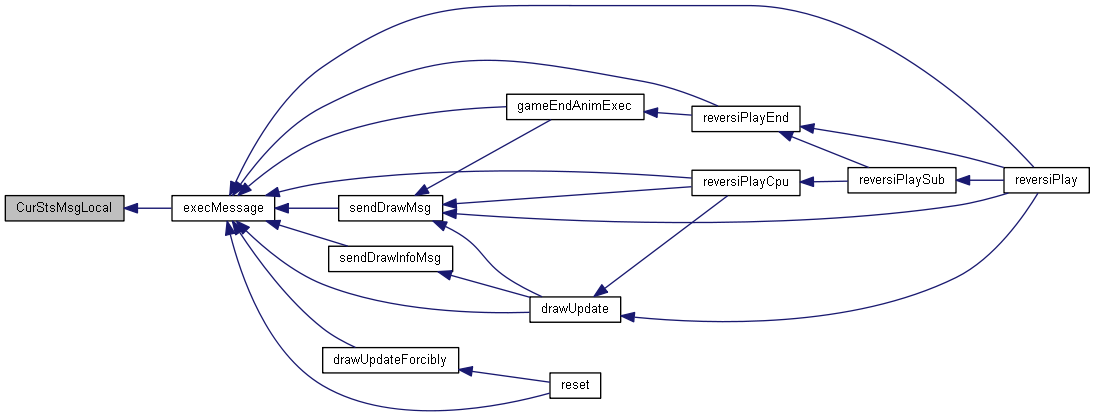 CurStsMsgLocal
execMessage
gameEndAnimExec
sendDrawMsg
sendDrawInfoMsg
drawUpdate
drawUpdateForcibly
reset
reversiPlayEnd
reversiPlayCpu
reversiPlaySub
reversiPlay